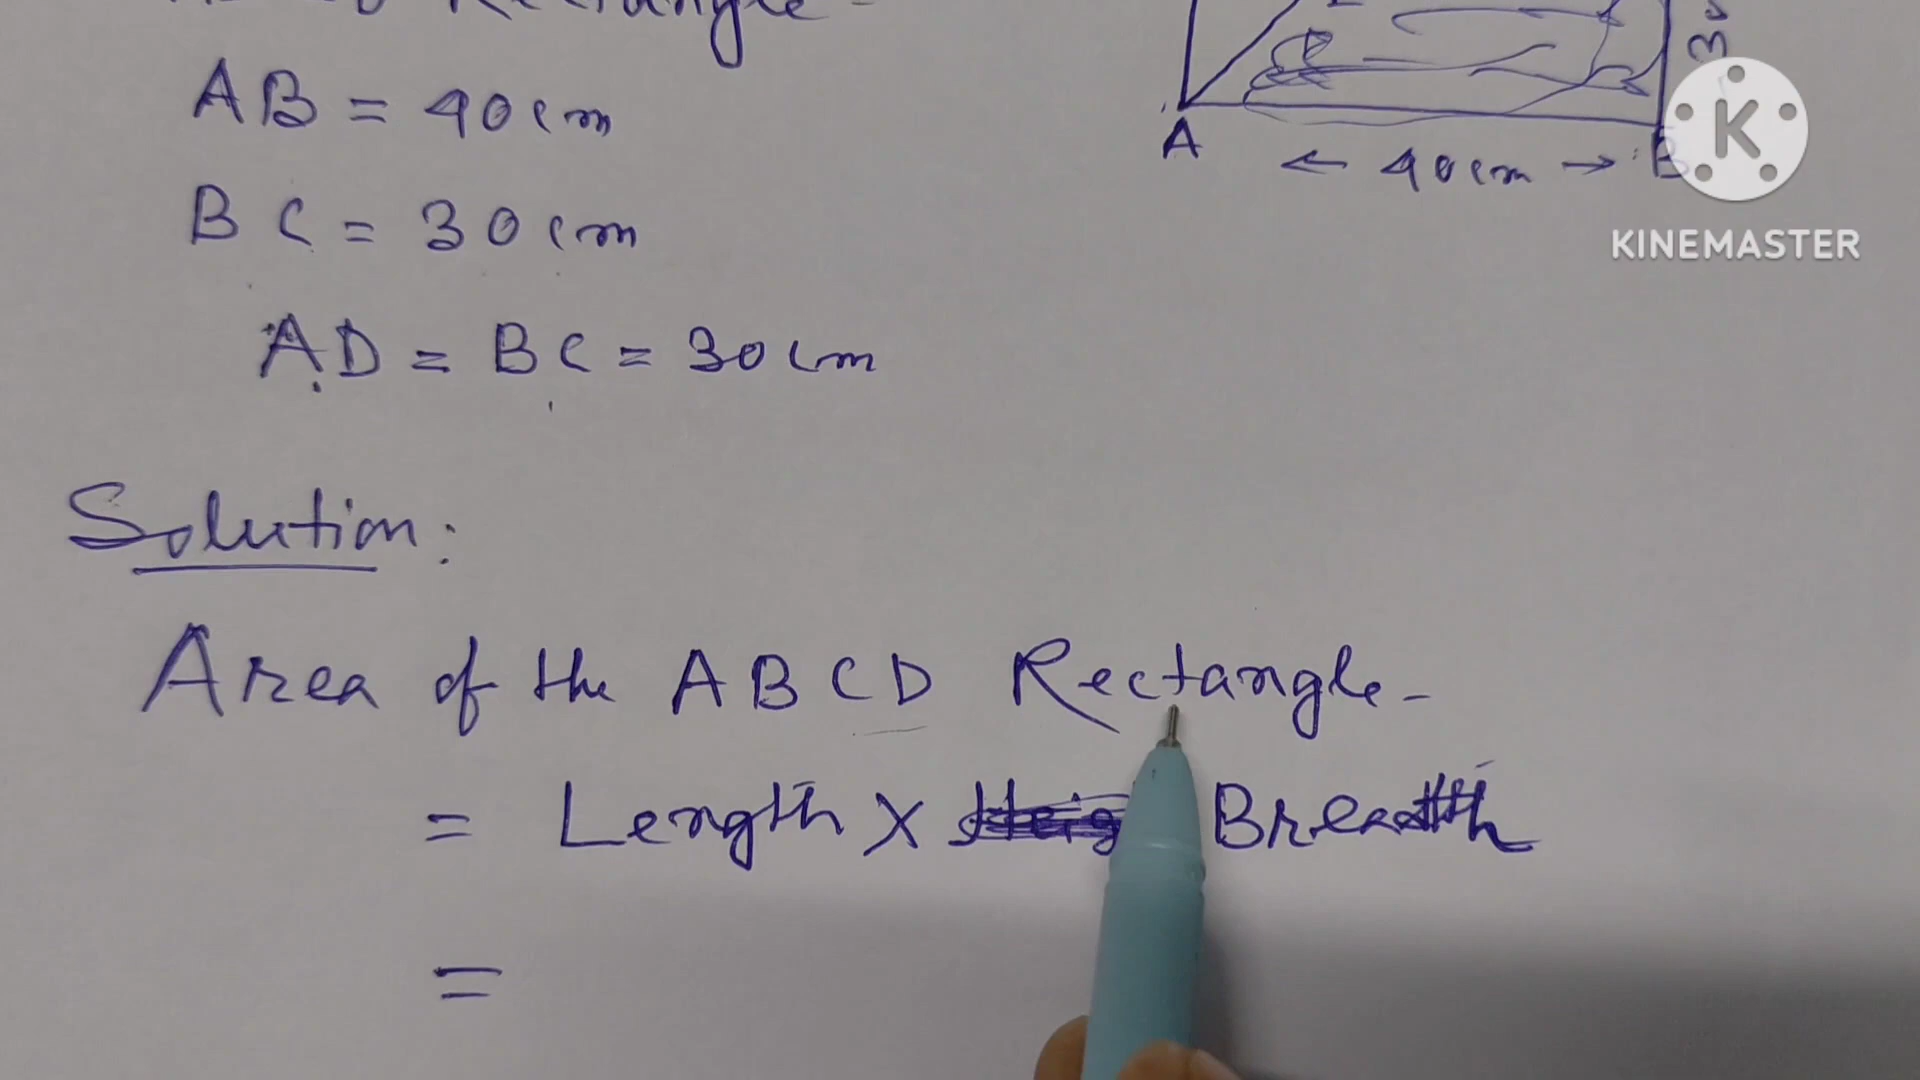 Rectangle -
AB = 40 cm
BC = 30 cm
AD = BC = 30 cm
A
B
← 40 cm →
K
KINEMASTER
Solution:
Area of the ABCD Rectangle -
= Length × Breadth
=